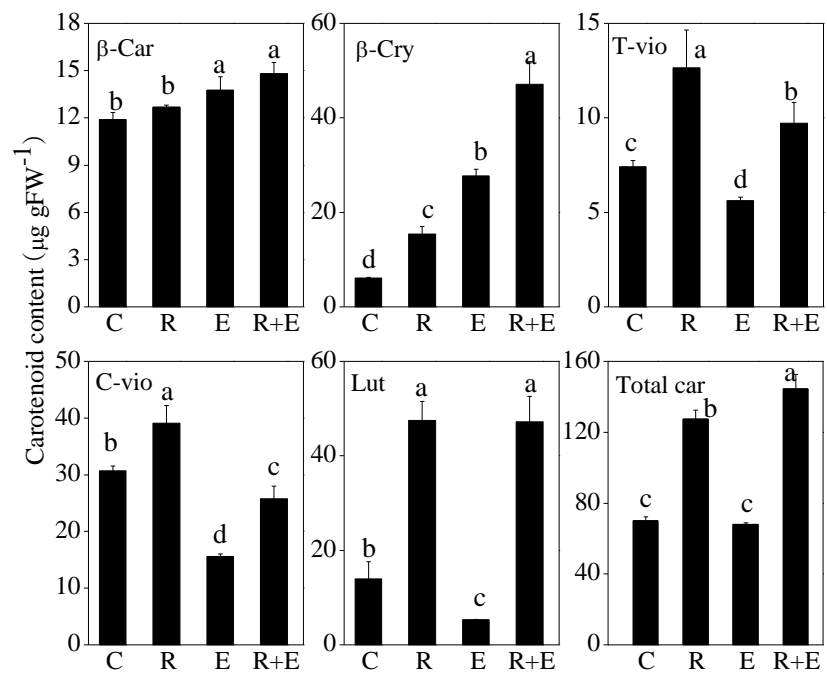 Carotenoid content (μg gFW-1)
β-Car
18
15
12
9
6
3
0
b
b
a
a
C R E R+E
β-Cry
60
40
20
0
d
c
b
a
C R E R+E
T-vio
15
10
5
0
c
a
d
b
C R E R+E
C-vio
50
40
30
20
10
0
b
a
d
c
C R E R+E
Lut
60
40
20
0
b
a
c
a
C R E R+E
Total car
160
120
80
40
0
c
b
c
a
C R E R+E